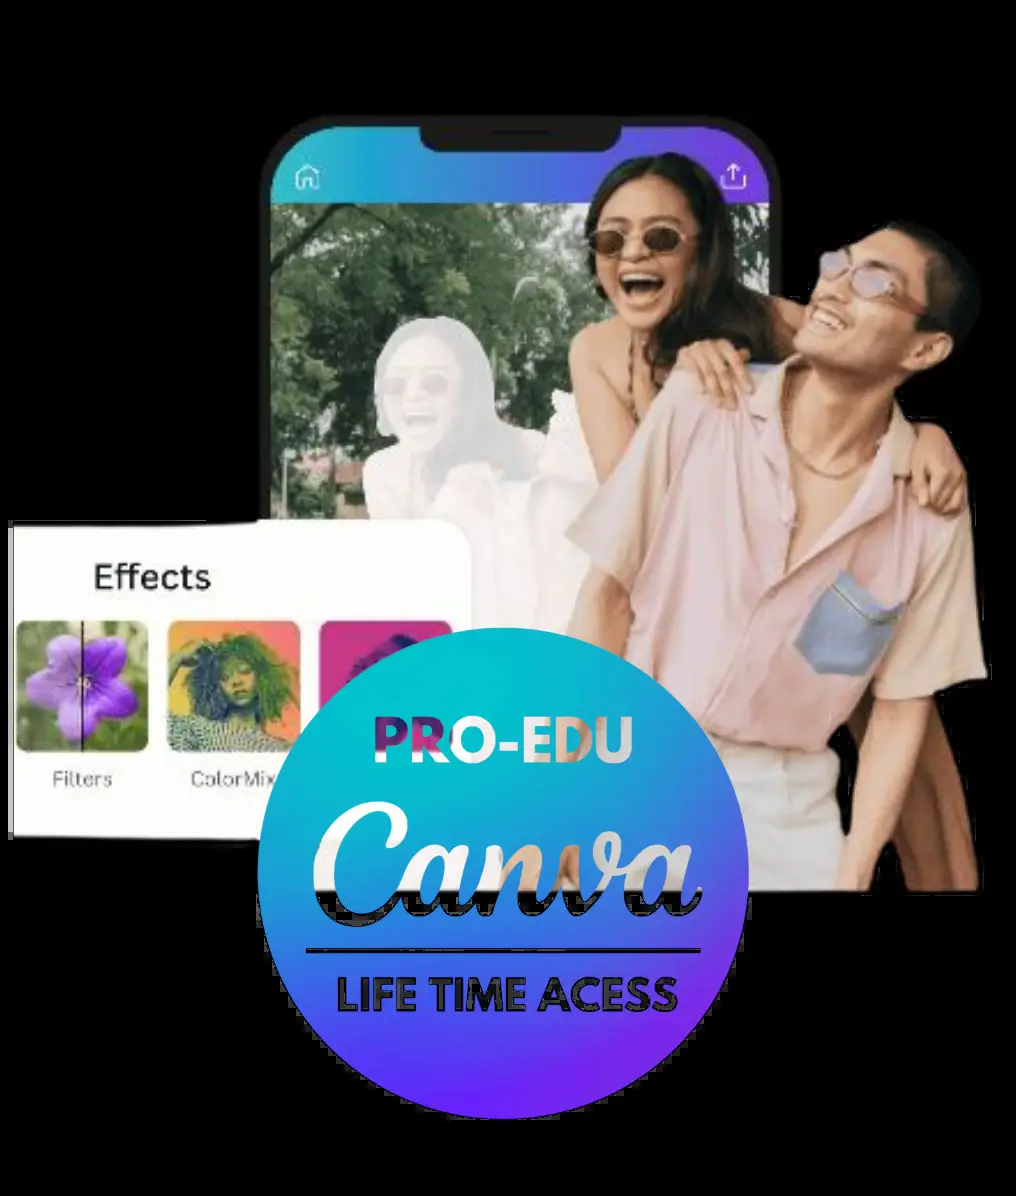 Effects
Filters
ColorMix
PRO-EDU
Canva
LIFE TIME ACESS